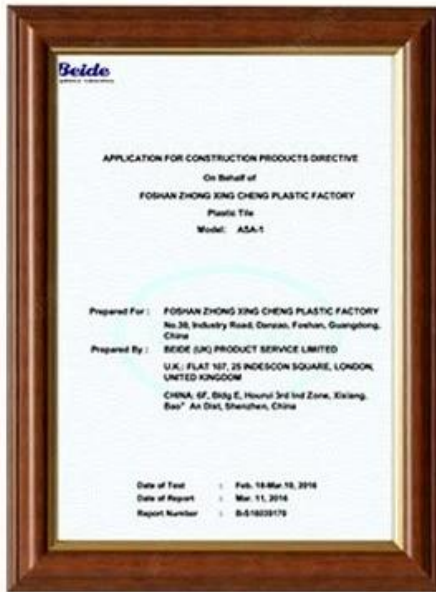 Beide
APPLICATION FOR CONSTRUCTION PRODUCTS DIRECTIVE
On Behalf of
FOSHAN ZHONG XING CHENG PLASTIC FACTORY
Plastic Tile
Model: ASA-1
Prepared For : FOSHAN ZHONG XING CHENG PLASTIC FACTORY
No.39, Industry Road, Danzao, Foshan, Guangdong,
China
Prepared By : BEIDE (UK) PRODUCT SERVICE LIMITED
U.K.: FLAT 107, 25 INDESCON SQUARE, LONDON,
UNITED KINGDOM
CHINA: 6F, Bldg E, Hourui 3rd Ind Zone, Xixiang,
Bao" An Dist, Shenzhen, China
Date of Test : Feb. 18-Mar.10, 2016
Date of Report : Mar. 11, 2016
Report Number :